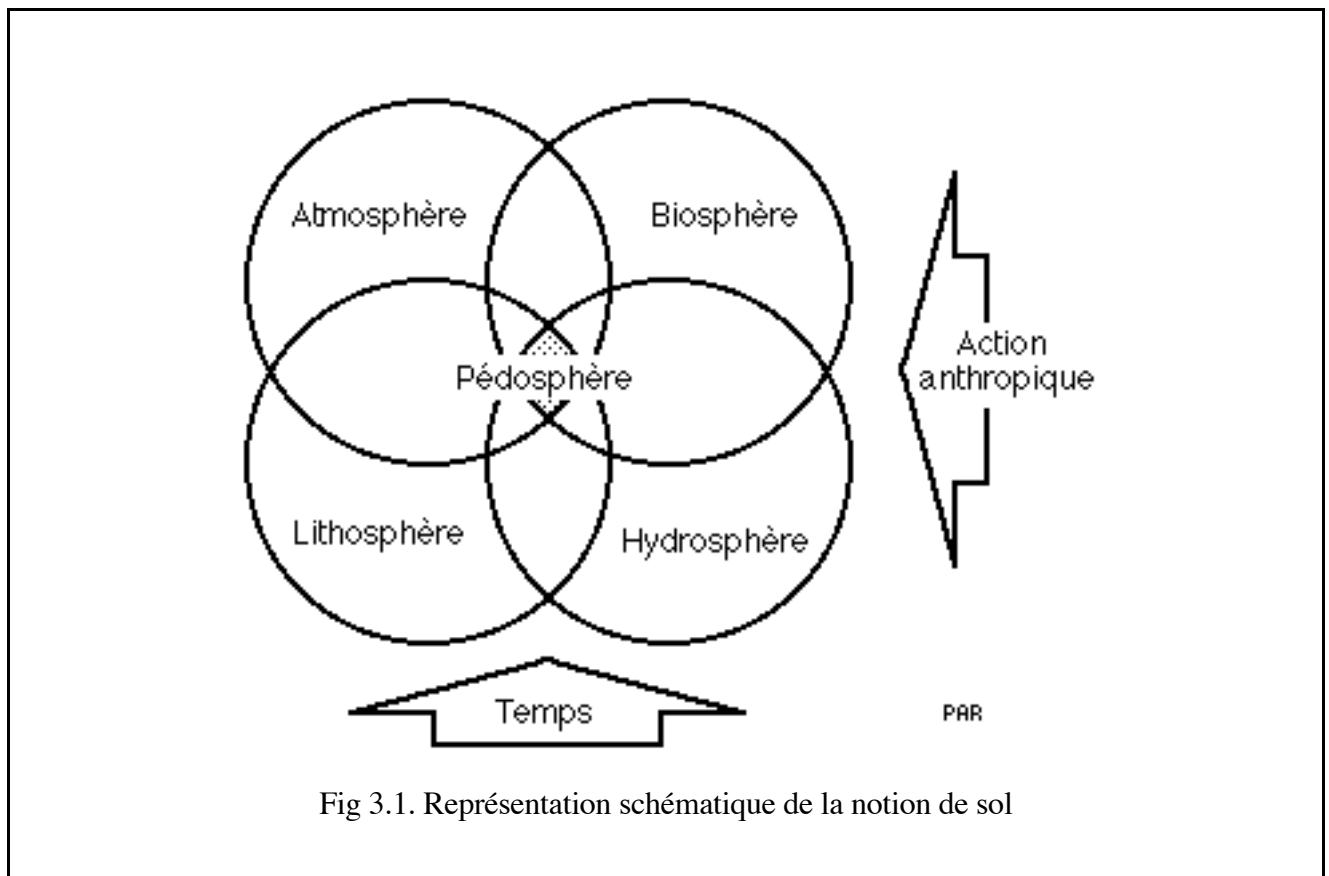 Atmosphère
Biosphère
Pédosphère
Action
anthropique
Lithosphère
Hydrosphère
Temps
PAR
Fig 3.1. Représentation schématique de la notion de sol